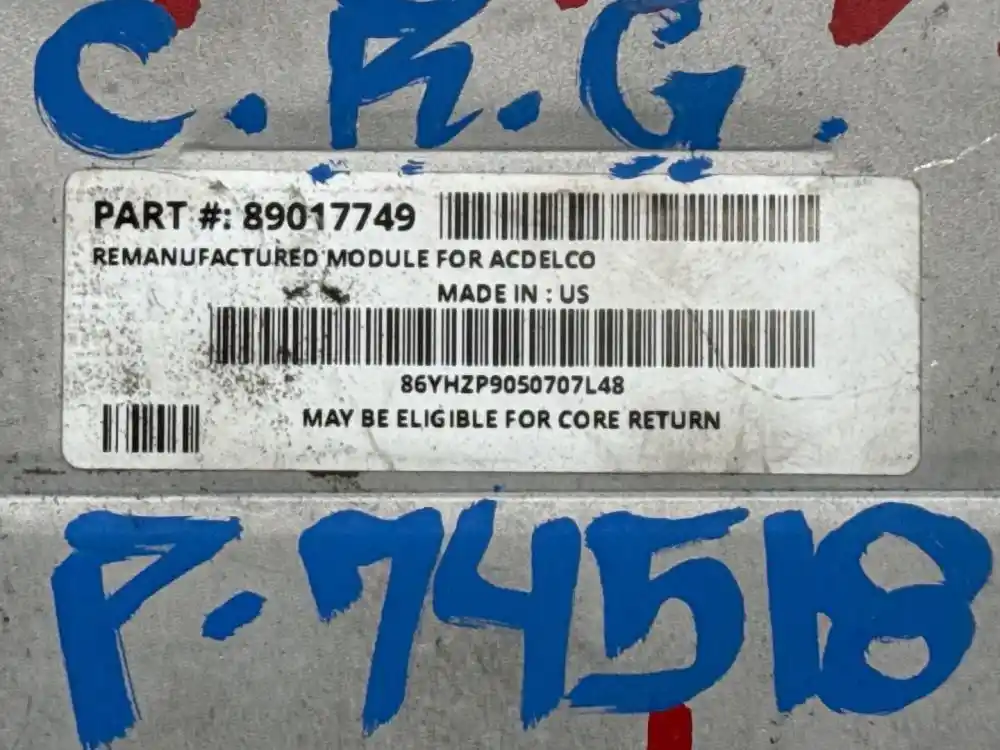 C.R.G.
PART #: 89017749
REMANUFACTURED MODULE FOR ACDELCO
MADE IN : US
86YHZP9050707L48
MAY BE ELIGIBLE FOR CORE RETURN
P.74518